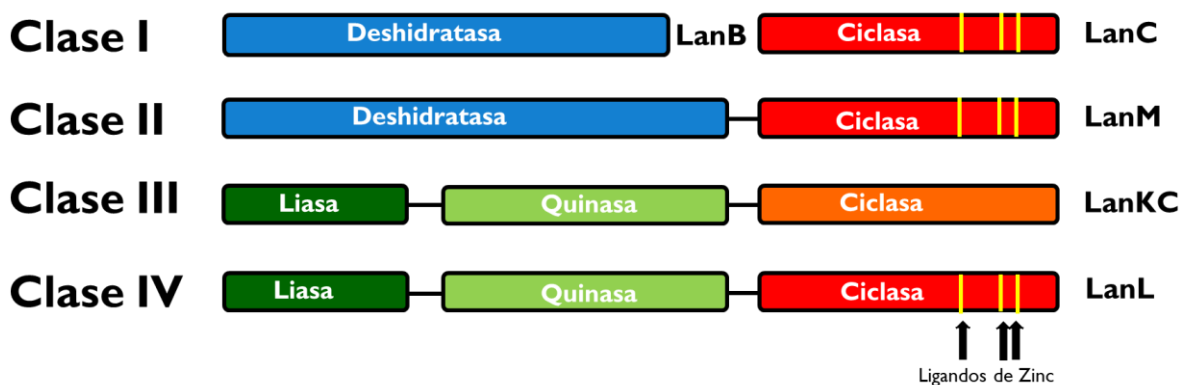 Clase I Deshidratasa LanB Ciclasa LanC
Clase II Deshidratasa Ciclasa LanM
Clase III Liasa Quinasa Ciclasa LanKC
Clase IV Liasa Quinasa Ciclasa LanL
Ligandos de Zinc